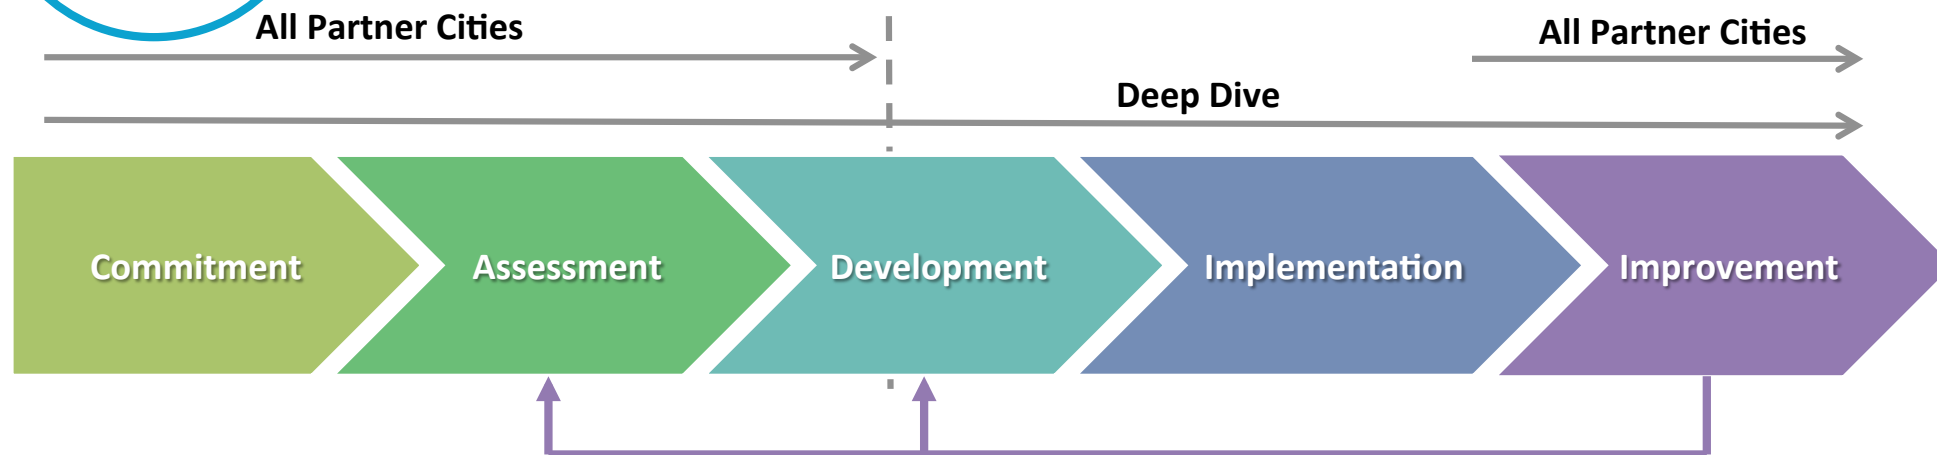 All Partner Cities
All Partner Cities
Deep Dive
Commitment
Assessment
Development
Implementation
Improvement